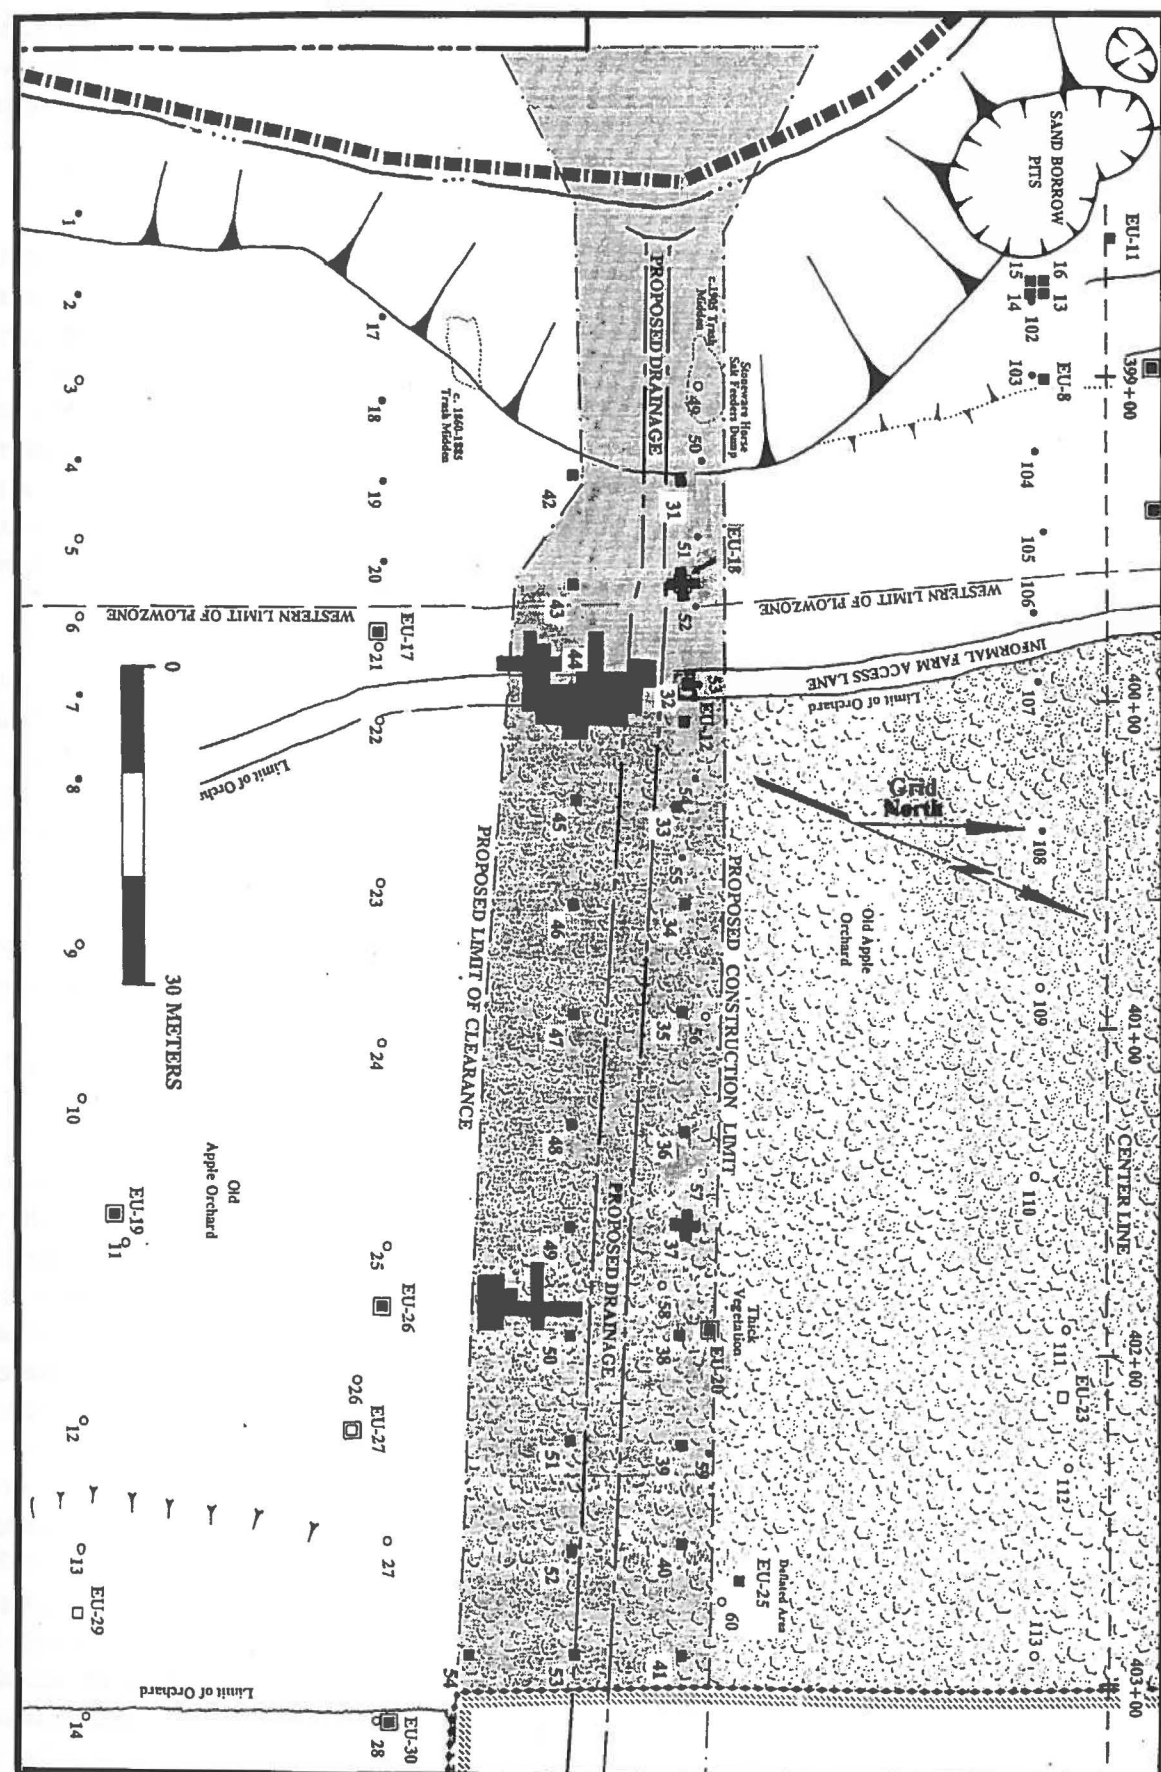 SAND BORROW
PITS
EU-11
16
13
15
14
102
EU-8
103
399+00
104
105
106
107
400+00
108
109
401+00
110
CENTER LINE
111
EU-23
402+00
112
113
403+00
1
2
3
4
5
6
7
8
9
10
11
12
13
14
17
18
19
20
21
22
23
24
25
26
27
28
c. 1860-1885
Trash Midden
c.1905 Trash
Midden
Stoneware Horse
Salt Feeders Dump
PROPOSED DRAINAGE
49
50
31
42
51
EU-18
43
52
WESTERN LIMIT OF PLOWZONE
WESTERN LIMIT OF PLOWZONE
INFORMAL FARM ACCESS LANE
Limit of Orchard
EU-17
44
53
32
EU-12
54
33
45
55
34
46
56
35
47
36
48
57
37
49
58
38
50
EU-20
39
51
59
40
52
EU-25
60
41
53
54
Grid
North
Old Apple
Orchard
PROPOSED CONSTRUCTION LIMIT
PROPOSED LIMIT OF CLEARANCE
PROPOSED DRAINAGE
Thick
Vegetation
Deflated Area
0
30 METERS
Limit of Orch
Old
Apple Orchard
EU-19
EU-26
EU-27
EU-29
EU-30
Limit of Orchard